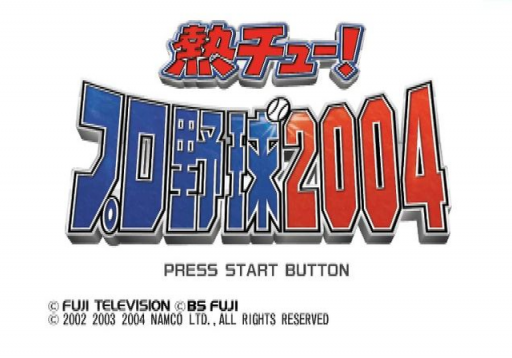 熱チュー!
プロ野球2004
PRESS START BUTTON
© FUJI TELEVISION © BS FUJI
© 2002 2003 2004 NAMCO LTD., ALL RIGHTS RESERVED